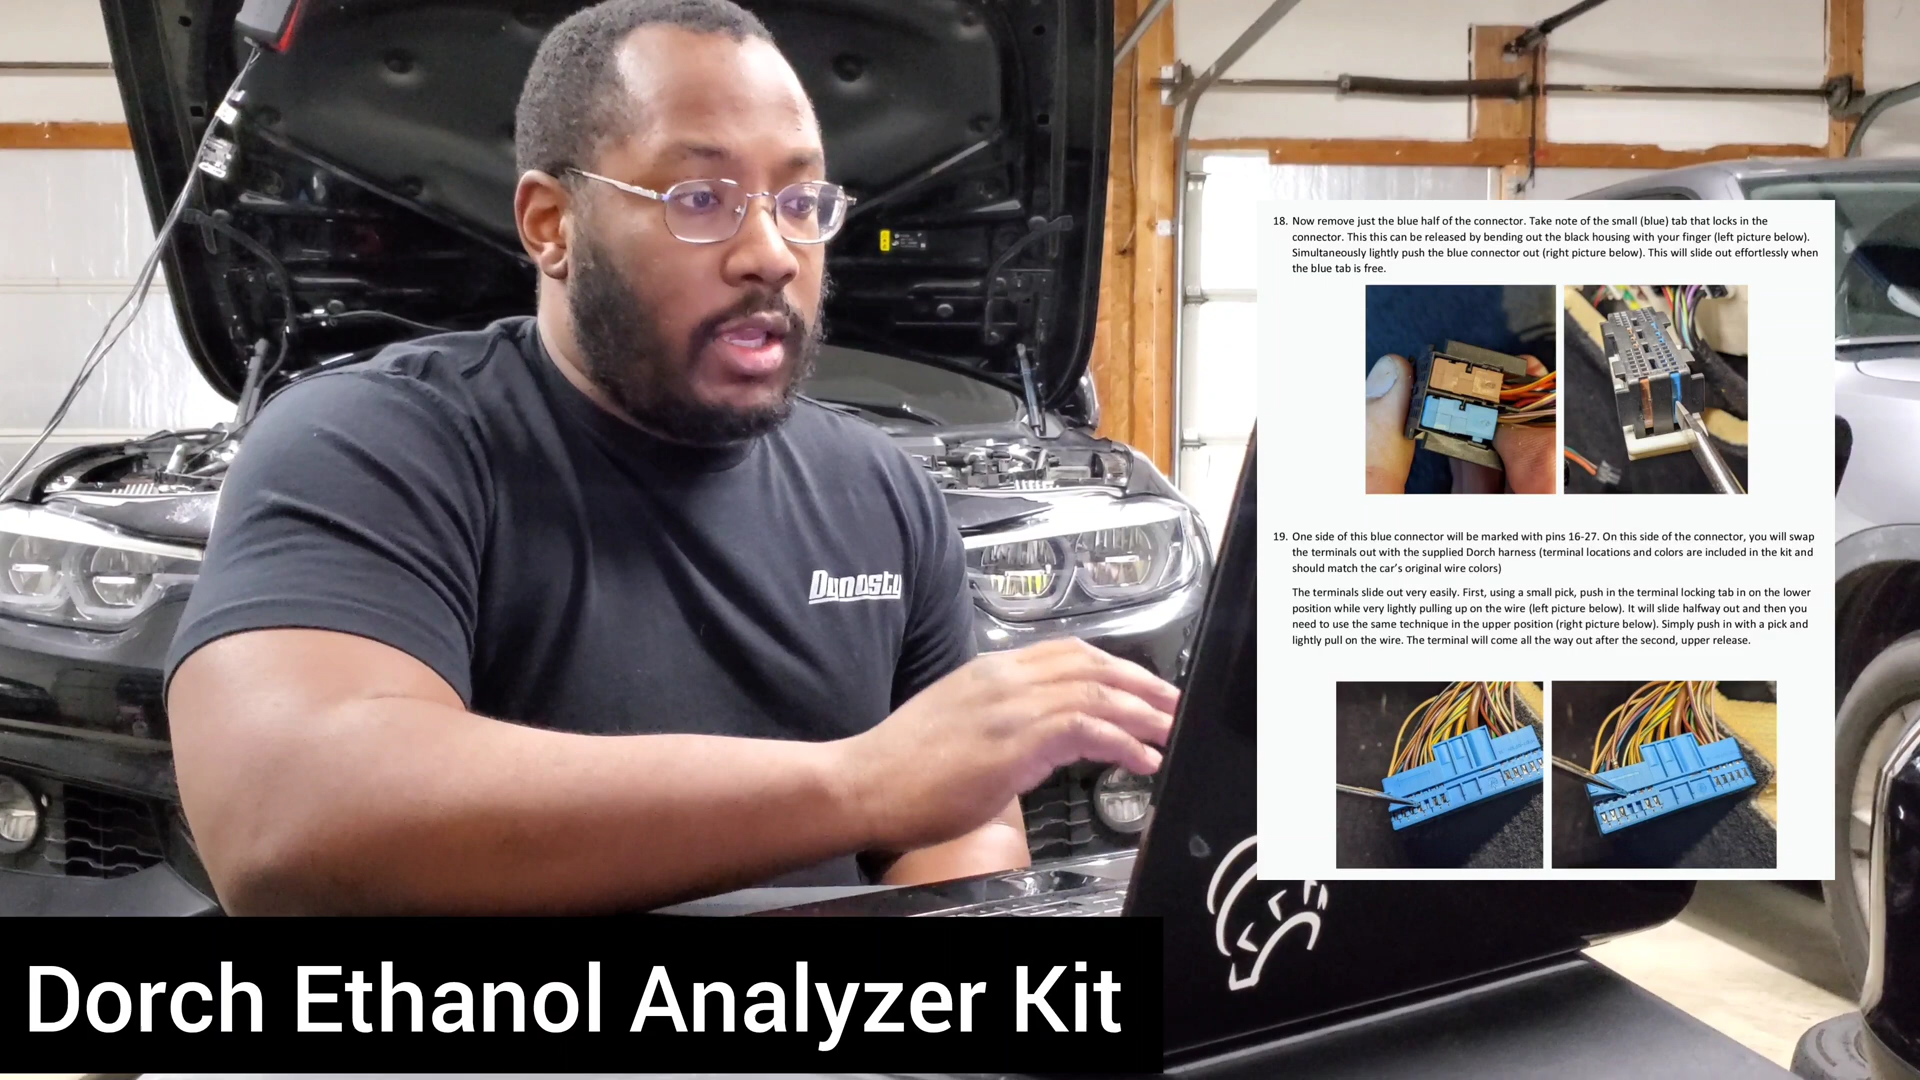 18. Now remove just the blue half of the connector. Take note of the small (blue) tab that locks in the
connector. This this can be released by bending out the black housing with your finger (left picture below).
Simultaneously lightly push the blue connector out (right picture below). This will slide out effortlessly when
the blue tab is free.
19. One side of this blue connector will be marked with pins 16-27. On this side of the connector, you will swap
the terminals out with the supplied Dorch harness (terminal locations and colors are included in the kit and
should match the car's original wire colors)
The terminals slide out very easily. First, using a small pick, push in the terminal locking tab in on the lower
position while very lightly pulling up on the wire (left picture below). It will slide halfway out and then you
need to use the same technique in the upper position (right picture below). Simply push in with a pick and
lightly pull on the wire. The terminal will come all the way out after the second, upper release.
Dynasty
Dorch Ethanol Analyzer Kit